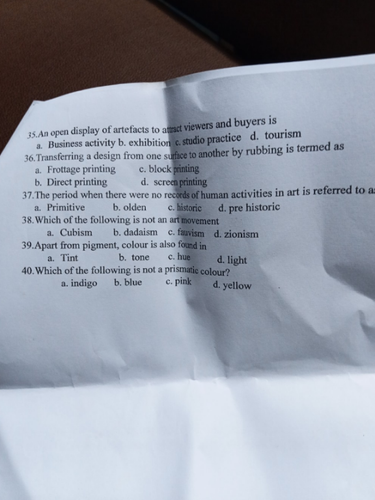 35.An open display of artefacts to attract viewers and buyers is
a. Business activity b. exhibition c. studio practice d. tourism
36.Transferring a design from one surface to another by rubbing is termed as
a. Frottage printing c. block printing
b. Direct printing d. screen printing
37.The period when there were no records of human activities in art is referred to as
a. Primitive b. olden c. historic d. pre historic
38.Which of the following is not an art movement
a. Cubism b. dadaism c. fauvism d. zionism
39.Apart from pigment, colour is also found in
a. Tint b. tone c. hue d. light
40.Which of the following is not a prismatic colour?
a. indigo b. blue c. pink d. yellow